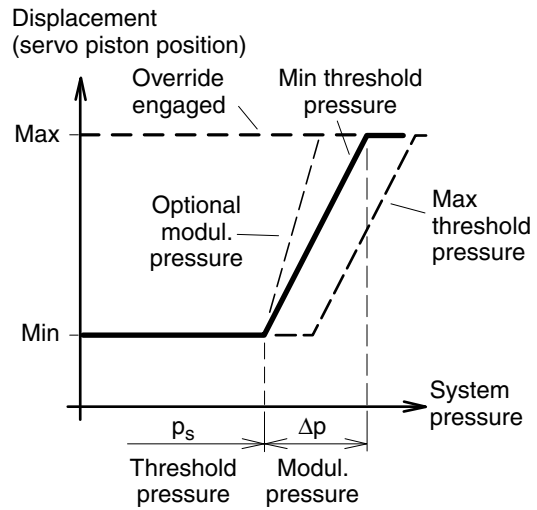 Displacement
(servo piston position)
Override
engaged
Min threshold
pressure
Max
Optional
modul.
pressure
Max
threshold
pressure
Min
System
pressure
pₛ
Δp
Threshold
pressure
Modul.
pressure